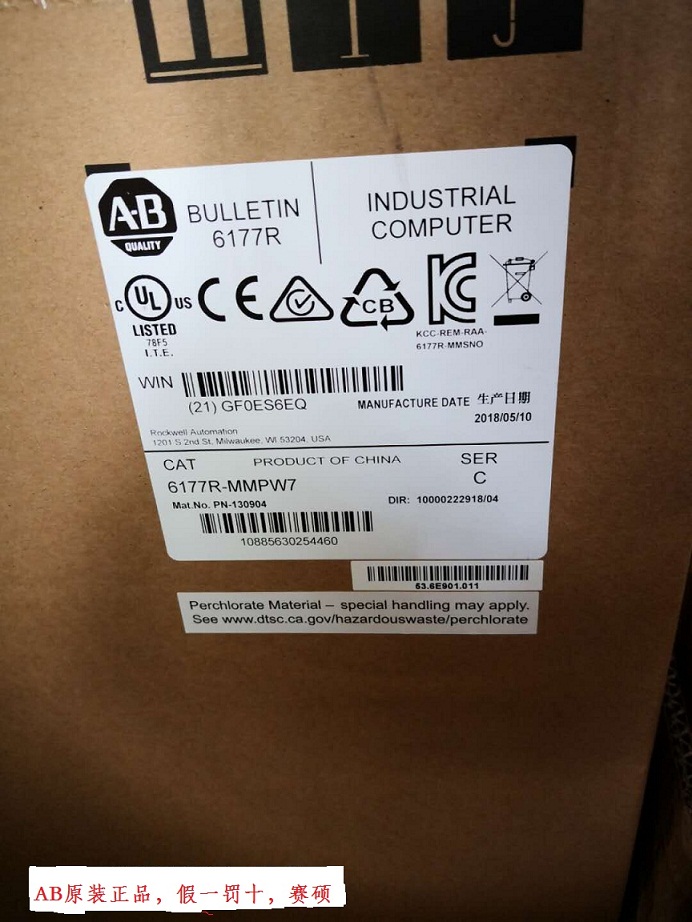 A-B
QUALITY
BULLETIN
6177R
INDUSTRIAL
COMPUTER
C UL US
LISTED
78F5
I.T.E.
CE
CB
KC
KCC-REM-RAA-
6177R-MMSNO
WIN
(21) GF0ES6EQ
MANUFACTURE DATE 生产日期
2018/05/10
Rockwell Automation
1201 S 2nd St, Milwaukee, WI 53204, USA
CAT PRODUCT OF CHINA SER
6177R-MMPW7 C
Mat.No. PN-130904 DIR: 10000222918/04
10885630254460
53.6E901.011
Perchlorate Material – special handling may apply.
See www.dtsc.ca.gov/hazardouswaste/perchlorate
AB原装正品，假一罚十，赛硕